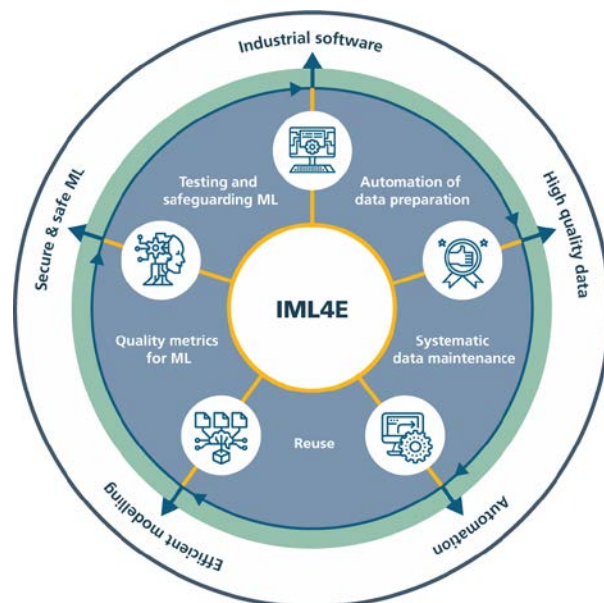 Industrial software
High quality data
Automation
Efficient modelling
Secure & safe ML
Testing and
safeguarding ML
Automation of
data preparation
IML4E
Quality metrics
for ML
Systematic
data maintenance
Reuse